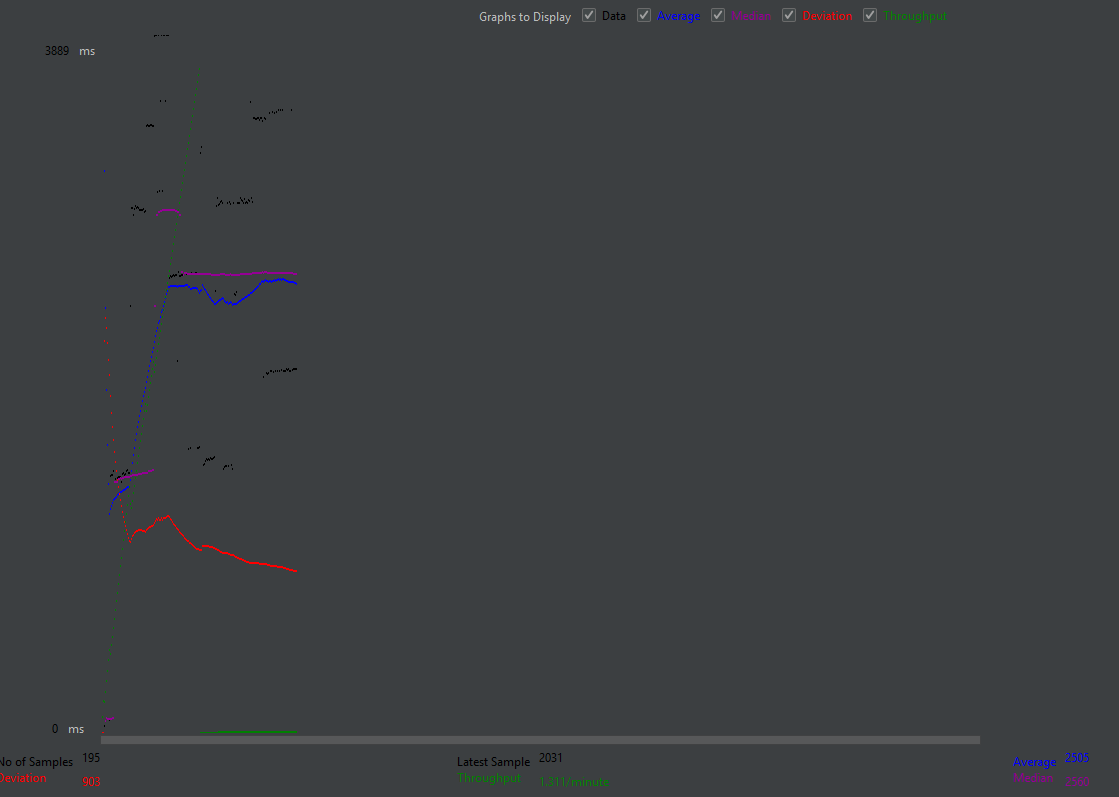 Graphs to Display Data Average Median Deviation Throughput
3889 ms
0 ms
No of Samples 195 Latest Sample 2031 Average 2505
Deviation 903 Throughput 1.311/minute Median